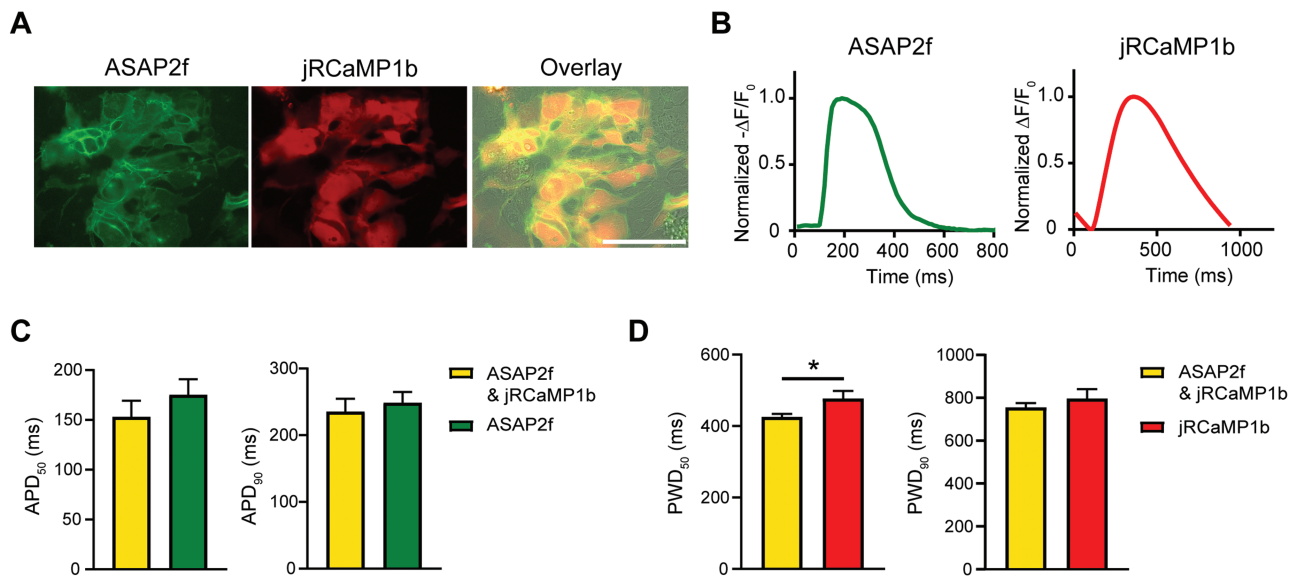 A
ASAP2f
jRCaMP1b
Overlay
B
ASAP2f
Normalized -ΔF/F0
1.0
0.5
0
200
400
600
800
Time (ms)
jRCaMP1b
Normalized ΔF/F0
1.0
0.5
0
0
500
1000
Time (ms)
C
APD50 (ms)
200
150
100
50
0
APD90 (ms)
300
200
100
0
ASAP2f
& jRCaMP1b
ASAP2f
D
PWD50 (ms)
600
400
200
0
*
PWD90 (ms)
1000
800
600
400
200
0
ASAP2f
& jRCaMP1b
jRCaMP1b